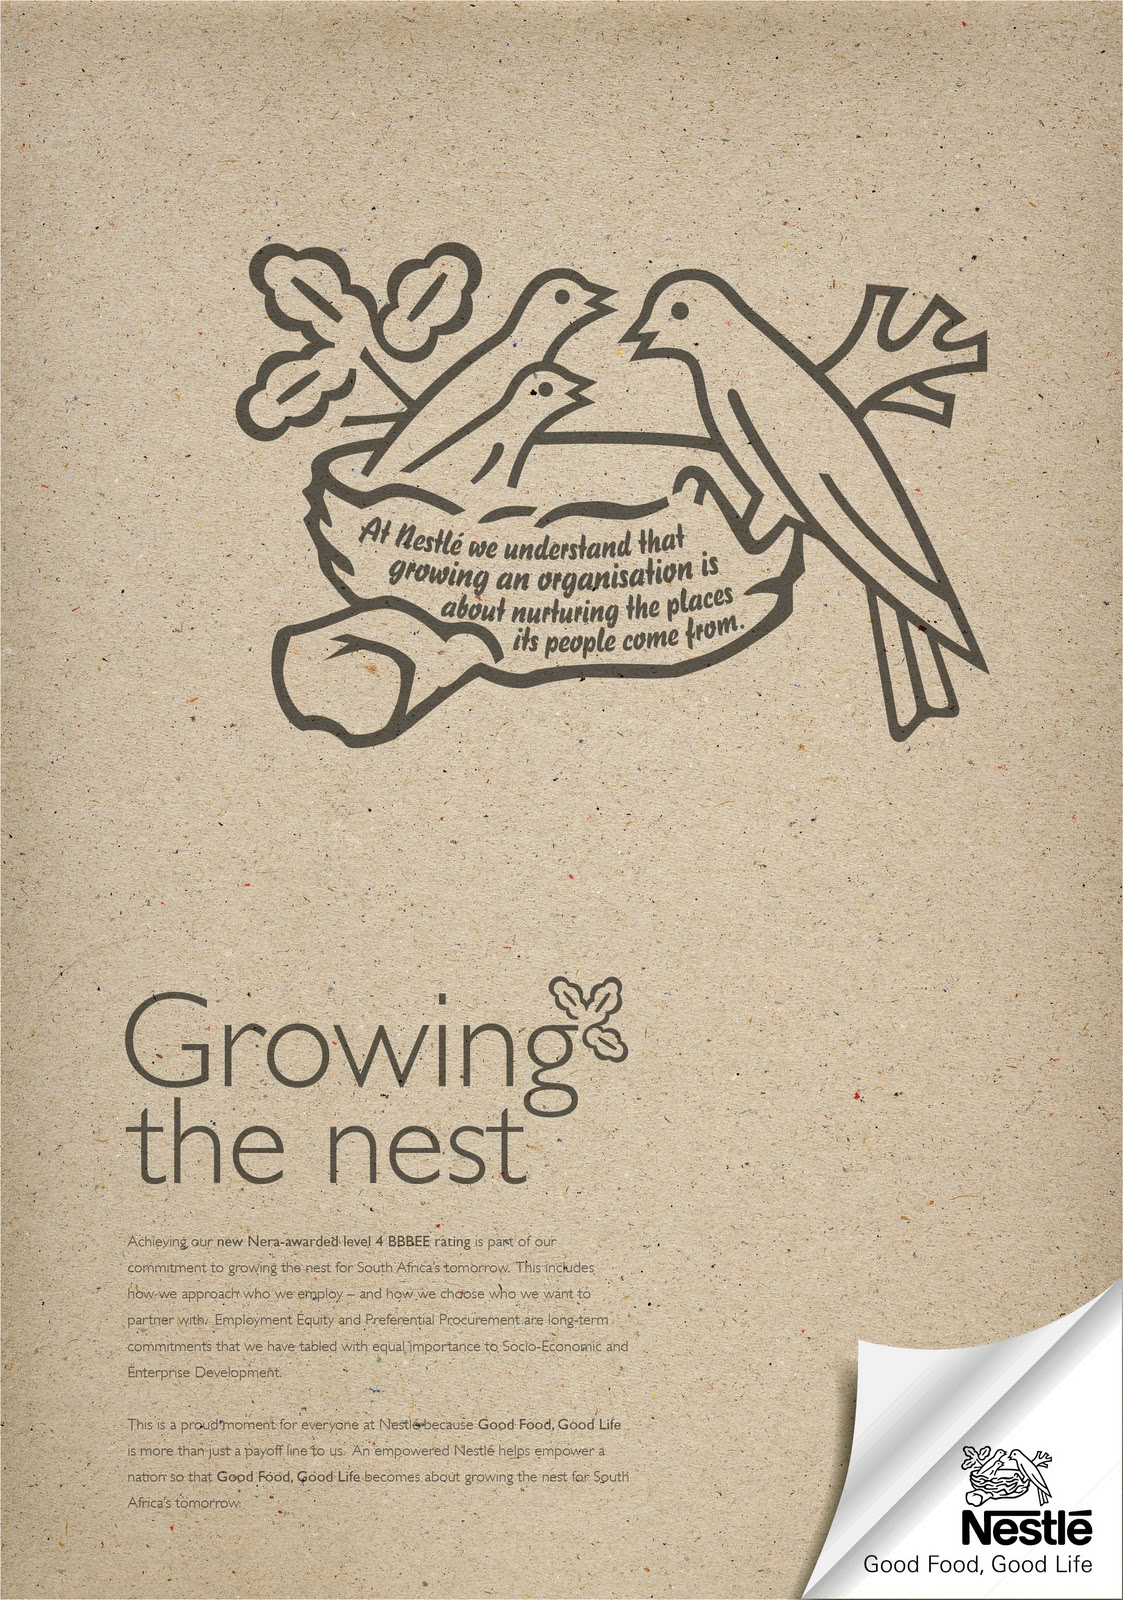 At Nestlé we understand that
growing an organisation is
about nurturing the places
its people come from.
Growing
the nest
Achieving our new Nera-awarded level 4 BBBEE rating is part of our
commitment to growing the nest for South Africa's tomorrow. This includes
how we approach who we employ – and how we choose who we want to
partner with. Employment Equity and Preferential Procurement are long-term
commitments that we have tabled with equal importance to Socio-Economic and
Enterprise Development.
This is a proud moment for everyone at Nestlé because Good Food, Good Life
is more than just a payoff line to us. An empowered Nestlé helps empower a
nation so that Good Food, Good Life becomes about growing the nest for South
Africa's tomorrow.
Nestlé
Good Food, Good Life